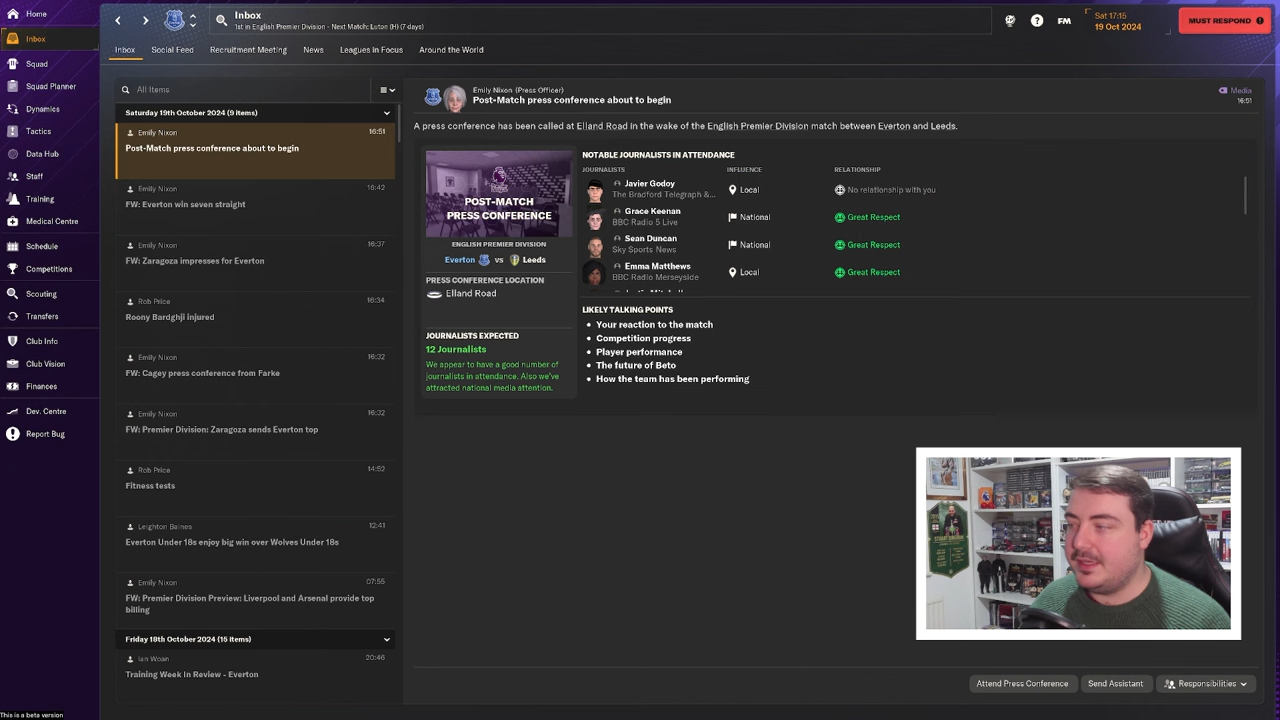 Home
Inbox
Squad
Squad Planner
Dynamics
Tactics
Data Hub
Staff
Training
Medical Centre
Schedule
Competitions
Scouting
Transfers
Club Info
Club Vision
Finances
Dev. Centre
Report Bug
This is a beta version
Inbox
1st in English Premier Division - Next Match: Luton (H) (7 days)
FM
Sat 17:15
19 Oct 2024
MUST RESPOND
Inbox
Social Feed
Recruitment Meeting
News
Leagues in Focus
Around the World
All Items
Saturday 19th October 2024 (9 items)
Emily Nixon 16:51
Post-Match press conference about to begin
Emily Nixon 16:42
FW: Everton win seven straight
Emily Nixon 16:37
FW: Zaragoza impresses for Everton
Rob Price 16:34
Roony Bardghji injured
Emily Nixon 16:32
FW: Cagey press conference from Farke
Emily Nixon 16:32
FW: Premier Division: Zaragoza sends Everton top
Rob Price 14:52
Fitness tests
Leighton Baines 12:41
Everton Under 18s enjoy big win over Wolves Under 18s
Emily Nixon 07:55
FW: Premier Division Preview: Liverpool and Arsenal provide top
billing
Friday 18th October 2024 (15 items)
Ian Woan 20:46
Training Week In Review - Everton
Emily Nixon (Press Officer)
Post-Match press conference about to begin
Media
16:51
A press conference has been called at Elland Road in the wake of the English Premier Division match between Everton and Leeds.
POST-MATCH
PRESS CONFERENCE
ENGLISH PREMIER DIVISION
Everton vs Leeds
PRESS CONFERENCE LOCATION
Elland Road
JOURNALISTS EXPECTED
12 Journalists
We appear to have a good number of
journalists in attendance. Also we've
attracted national media attention.
NOTABLE JOURNALISTS IN ATTENDANCE
JOURNALISTS INFLUENCE RELATIONSHIP
Javier Godoy
The Bradford Telegraph &...
Local
No relationship with you
Grace Keenan
BBC Radio 5 Live
National
Great Respect
Sean Duncan
Sky Sports News
National
Great Respect
Emma Matthews
BBC Radio Merseyside
Local
Great Respect
LIKELY TALKING POINTS
• Your reaction to the match
• Competition progress
• Player performance
• The future of Beto
• How the team has been performing
Attend Press Conference
Send Assistant
Responsibilities